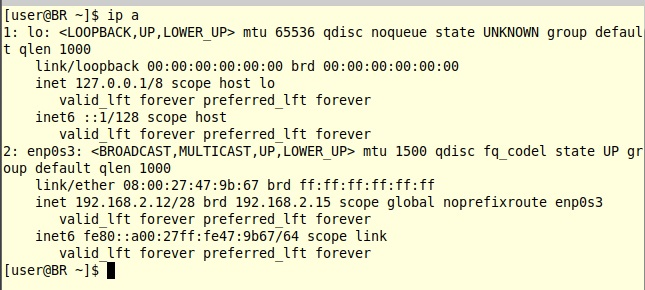 [user@BR ~]$ ip a
1: lo: <LOOPBACK,UP,LOWER_UP> mtu 65536 qdisc noqueue state UNKNOWN group defaul
t qlen 1000
    link/loopback 00:00:00:00:00:00 brd 00:00:00:00:00:00
    inet 127.0.0.1/8 scope host lo
       valid_lft forever preferred_lft forever
    inet6 ::1/128 scope host
       valid_lft forever preferred_lft forever
2: enp0s3: <BROADCAST,MULTICAST,UP,LOWER_UP> mtu 1500 qdisc fq_codel state UP gr
oup default qlen 1000
    link/ether 08:00:27:47:9b:67 brd ff:ff:ff:ff:ff:ff
    inet 192.168.2.12/28 brd 192.168.2.15 scope global noprefixroute enp0s3
       valid_lft forever preferred_lft forever
    inet6 fe80::a00:27ff:fe47:9b67/64 scope link
       valid_lft forever preferred_lft forever
[user@BR ~]$